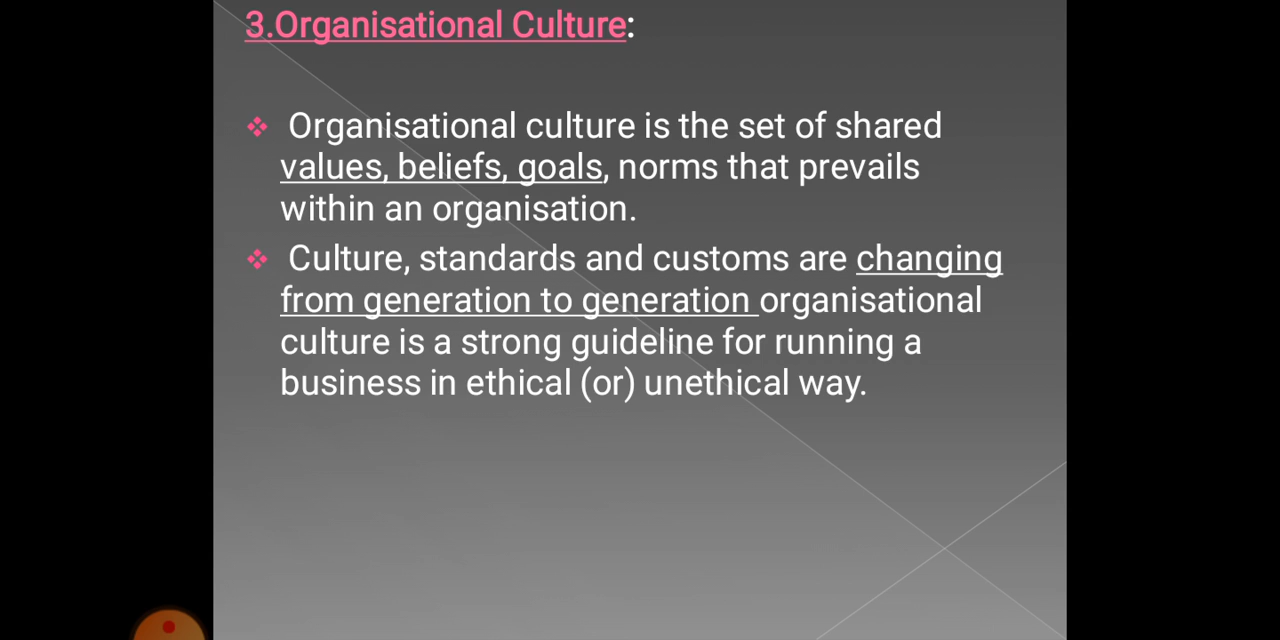 3.Organisational Culture:
❖ Organisational culture is the set of shared
values, beliefs, goals, norms that prevails
within an organisation.
❖ Culture, standards and customs are changing
from generation to generation organisational
culture is a strong guideline for running a
business in ethical (or) unethical way.